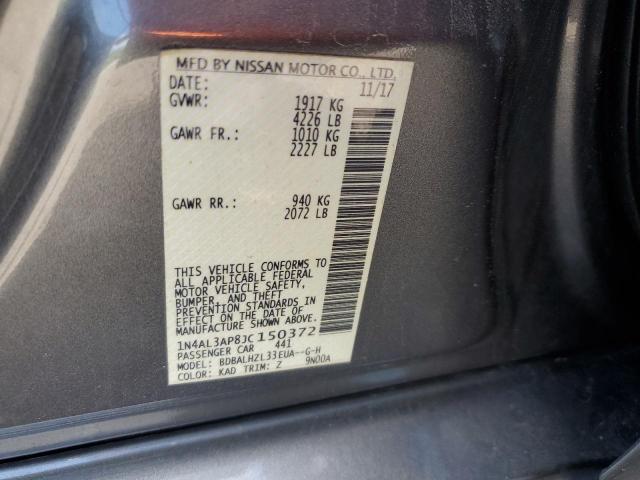 MFD BY NISSAN MOTOR CO., LTD.
DATE: 11/17
GVWR: 1917 KG
4226 LB
GAWR FR.: 1010 KG
2227 LB
GAWR RR.: 940 KG
2072 LB
THIS VEHICLE CONFORMS TO
ALL APPLICABLE FEDERAL
MOTOR VEHICLE SAFETY,
BUMPER, AND THEFT
PREVENTION STANDARDS IN
EFFECT ON THE DATE OF
MANUFACTURE SHOWN ABOVE.
1N4AL3AP8JC150372
PASSENGER CAR 441
MODEL: BDBALHZL33EUA--G-H
COLOR: KAD TRIM: Z 9N00A